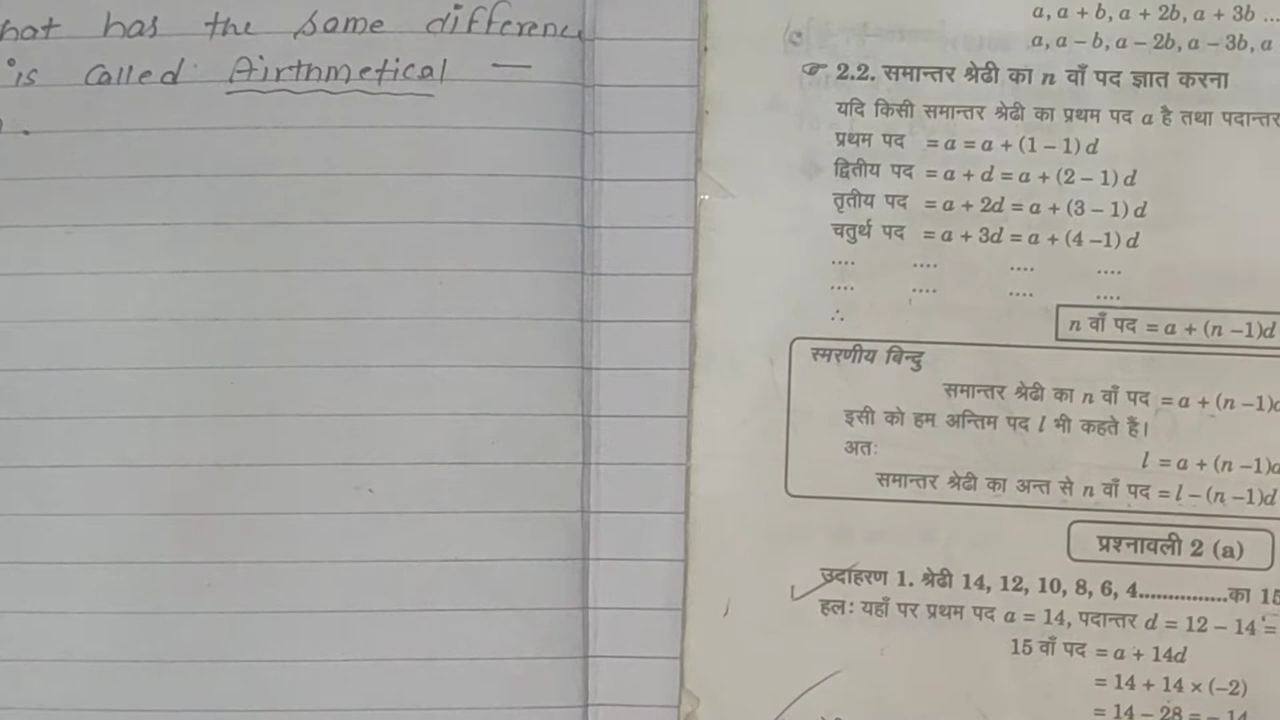 hat has the same differenc
is called Airthmetical —
a, a + b, a + 2b, a + 3b ...
a, a – b, a – 2b, a – 3b, a
☞ 2.2. समान्तर श्रेढी का n वाँ पद ज्ञात करना
यदि किसी समान्तर श्रेढी का प्रथम पद a है तथा पदान्तर
प्रथम पद = a = a + (1 – 1) d
द्वितीय पद = a + d = a + (2 – 1) d
तृतीय पद = a + 2d = a + (3 – 1) d
चतुर्थ पद = a + 3d = a + (4 –1) d
.... .... .... ....
.... .... .... ....
∴
n वाँ पद = a + (n –1)d
स्मरणीय बिन्दु
समान्तर श्रेढी का n वाँ पद = a + (n –1)d
इसी को हम अन्तिम पद l भी कहते हैं।
अतः
l = a + (n –1)d
समान्तर श्रेढी का अन्त से n वाँ पद = l – (n –1)d
प्रश्नावली 2 (a)
उदाहरण 1. श्रेढी 14, 12, 10, 8, 6, 4...............का 15
हलः यहाँ पर प्रथम पद a = 14, पदान्तर d = 12 – 14 =
15 वाँ पद = a + 14d
= 14 + 14 × (–2)
= 14 – 28 = – 14